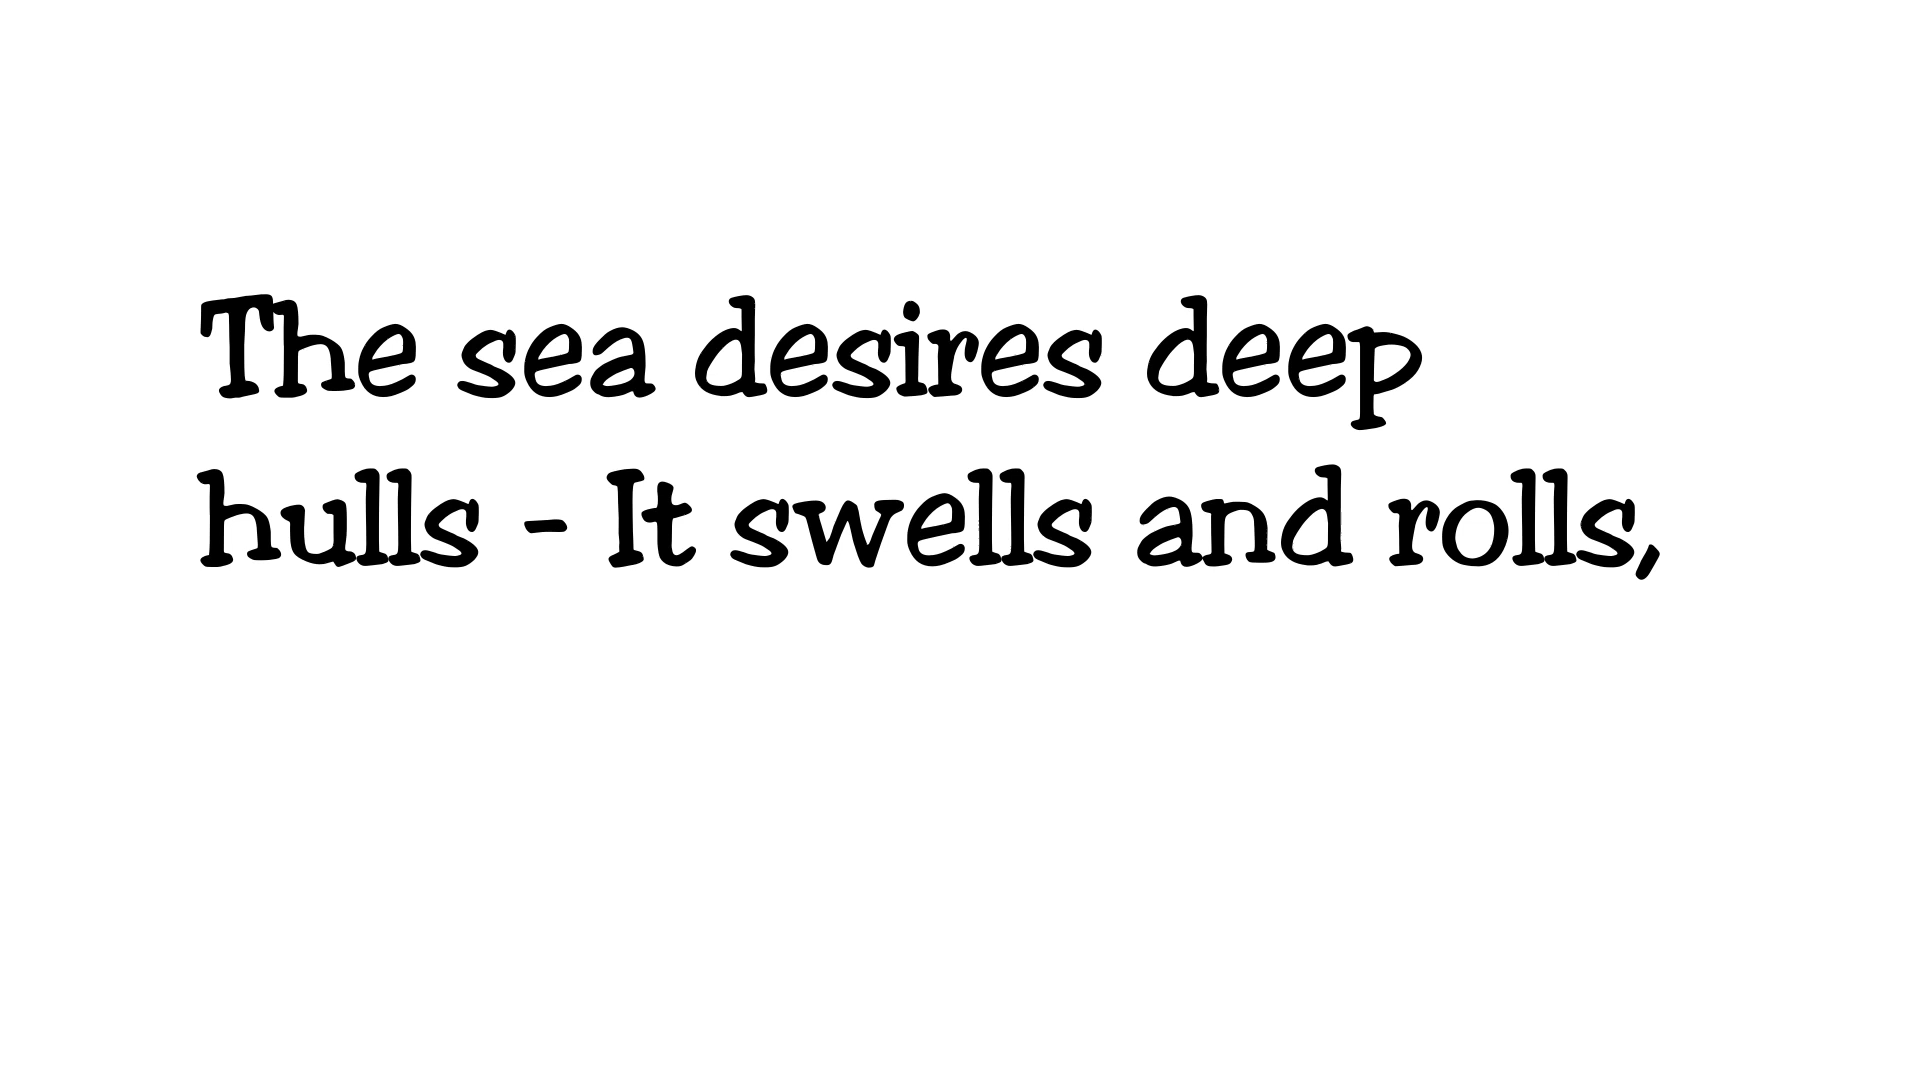 The sea desires deep
hulls - It swells and rolls,